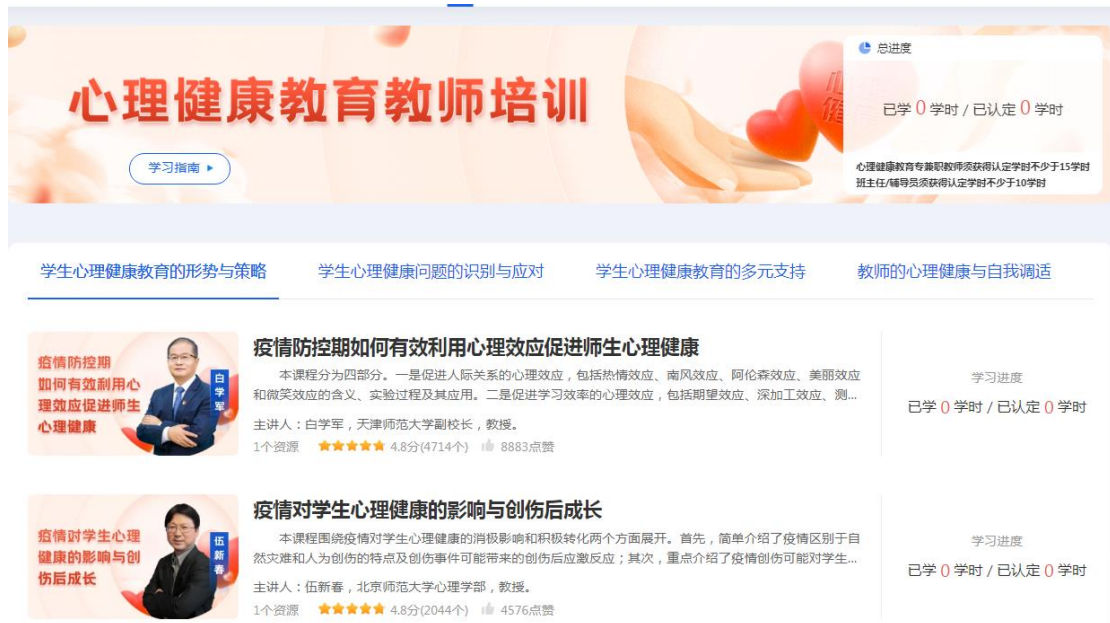 心理健康教育教师培训
学习指南
总进度
已学 0 学时 / 已认定 0 学时
心理健康教育专兼职教师须获得认定学时不少于15学时
班主任/辅导员须获得认定学时不少于10学时
学生心理健康教育的形势与策略
学生心理健康问题的识别与应对
学生心理健康教育的多元支持
教师的心理健康与自我调适
疫情防控期
如何有效利用心
理效应促进师生
心理健康
白学军
疫情防控期如何有效利用心理效应促进师生心理健康
本课程分为四部分。一是促进人际关系的心理效应，包括热情效应、南风效应、阿伦森效应、美丽效应
和微笑效应的含义、实验过程及其应用。二是促进学习效率的心理效应，包括期望效应、深加工效应、测...
主讲人：白学军，天津师范大学副校长，教授。
1个资源 4.8分(4714个) 8883点赞
学习进度
已学 0 学时 / 已认定 0 学时
疫情对学生心理
健康的影响与创
伤后成长
伍新春
疫情对学生心理健康的影响与创伤后成长
本课程围绕疫情对学生心理健康的消极影响和积极转化两个方面展开。首先，简单介绍了疫情区别于自
然灾难和人为创伤的特点及创伤事件可能带来的创伤后应激反应；其次，重点介绍了疫情创伤可能对学生...
主讲人：伍新春，北京师范大学心理学部，教授。
1个资源 4.8分(2044个) 4576点赞
学习进度
已学 0 学时 / 已认定 0 学时